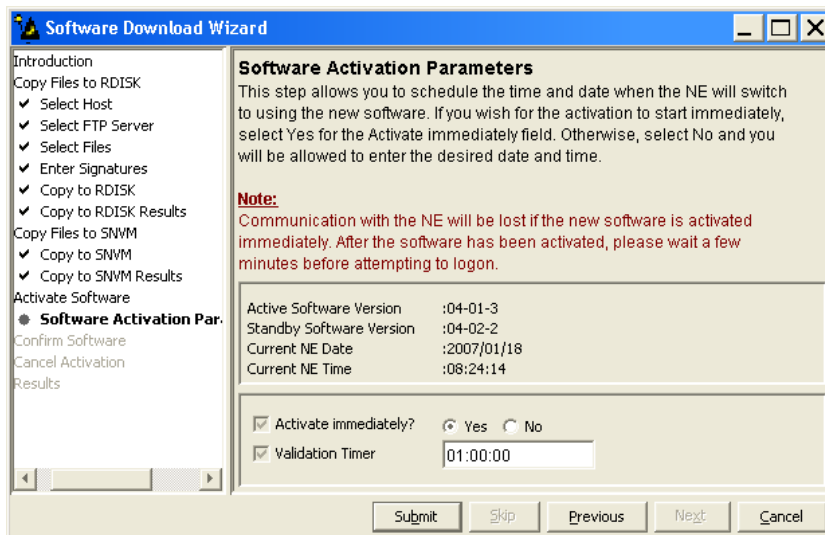 Software Download Wizard
Introduction
Copy Files to RDISK
Select Host
Select FTP Server
Select Files
Enter Signatures
Copy to RDISK
Copy to RDISK Results
Copy Files to SNVM
Copy to SNVM
Copy to SNVM Results
Activate Software
Software Activation Par
Confirm Software
Cancel Activation
Results
Software Activation Parameters
This step allows you to schedule the time and date when the NE will switch
to using the new software. If you wish for the activation to start immediately,
select Yes for the Activate immediately field. Otherwise, select No and you
will be allowed to enter the desired date and time.
Note:
Communication with the NE will be lost if the new software is activated
immediately. After the software has been activated, please wait a few
minutes before attempting to logon.
Active Software Version :04-01-3
Standby Software Version :04-02-2
Current NE Date :2007/01/18
Current NE Time :08:24:14
Activate immediately? Yes No
Validation Timer 01:00:00
Submit Skip Previous Next Cancel